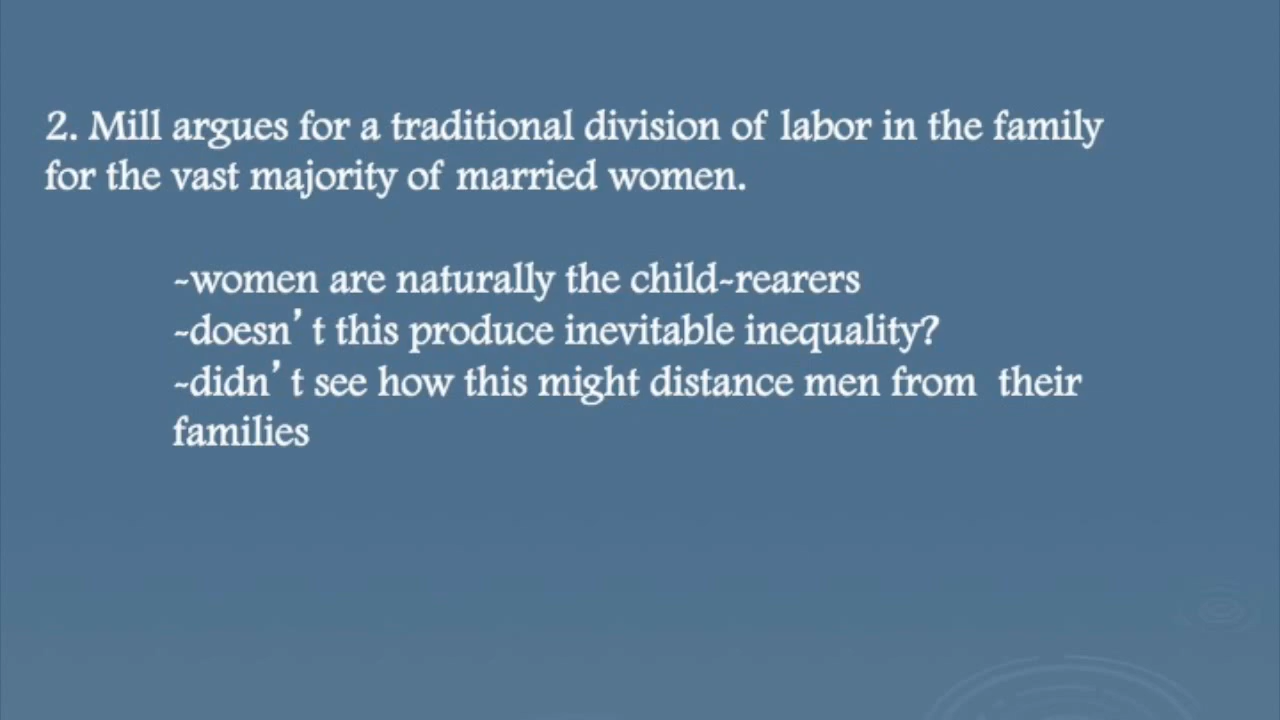 2. Mill argues for a traditional division of labor in the family
for the vast majority of married women.
-women are naturally the child-rearers
-doesn’ t this produce inevitable inequality?
-didn’ t see how this might distance men from  their
families